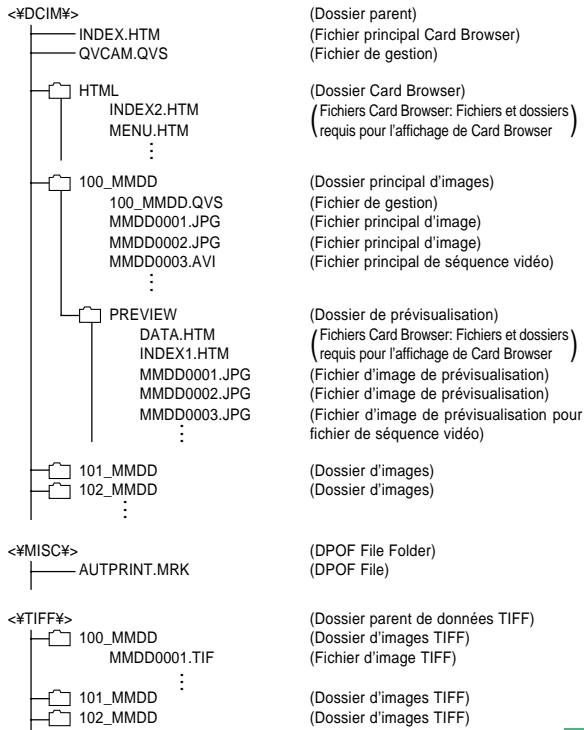 <¥DCIM¥> (Dossier parent)
INDEX.HTM (Fichier principal Card Browser)
QVCAM.QVS (Fichier de gestion)
HTML (Dossier Card Browser)
INDEX2.HTM (Fichiers Card Browser: Fichiers et dossiers
MENU.HTM requis pour l'affichage de Card Browser)
100_MMDD (Dossier principal d'images)
100_MMDD.QVS (Fichier de gestion)
MMDD0001.JPG (Fichier principal d'image)
MMDD0002.JPG (Fichier principal d'image)
MMDD0003.AVI (Fichier principal de séquence vidéo)
PREVIEW (Dossier de prévisualisation)
DATA.HTM (Fichiers Card Browser: Fichiers et dossiers
INDEX1.HTM requis pour l'affichage de Card Browser)
MMDD0001.JPG (Fichier d'image de prévisualisation)
MMDD0002.JPG (Fichier d'image de prévisualisation)
MMDD0003.JPG (Fichier d'image de prévisualisation pour
fichier de séquence vidéo)
101_MMDD (Dossier d'images)
102_MMDD (Dossier d'images)
<¥MISC¥> (DPOF File Folder)
AUTPRINT.MRK (DPOF File)
<¥TIFF¥> (Dossier parent de données TIFF)
100_MMDD (Dossier d'images TIFF)
MMDD0001.TIF (Fichier d'image TIFF)
101_MMDD (Dossier d'images TIFF)
102_MMDD (Dossier d'images TIFF)